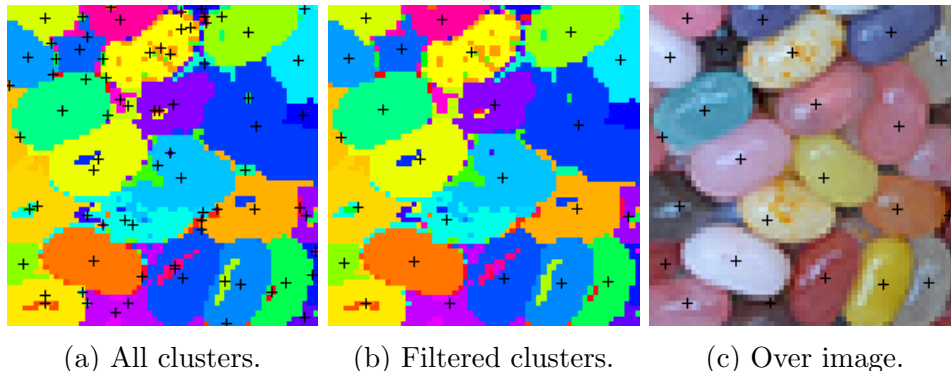 (a) All clusters.
(b) Filtered clusters.
(c) Over image.